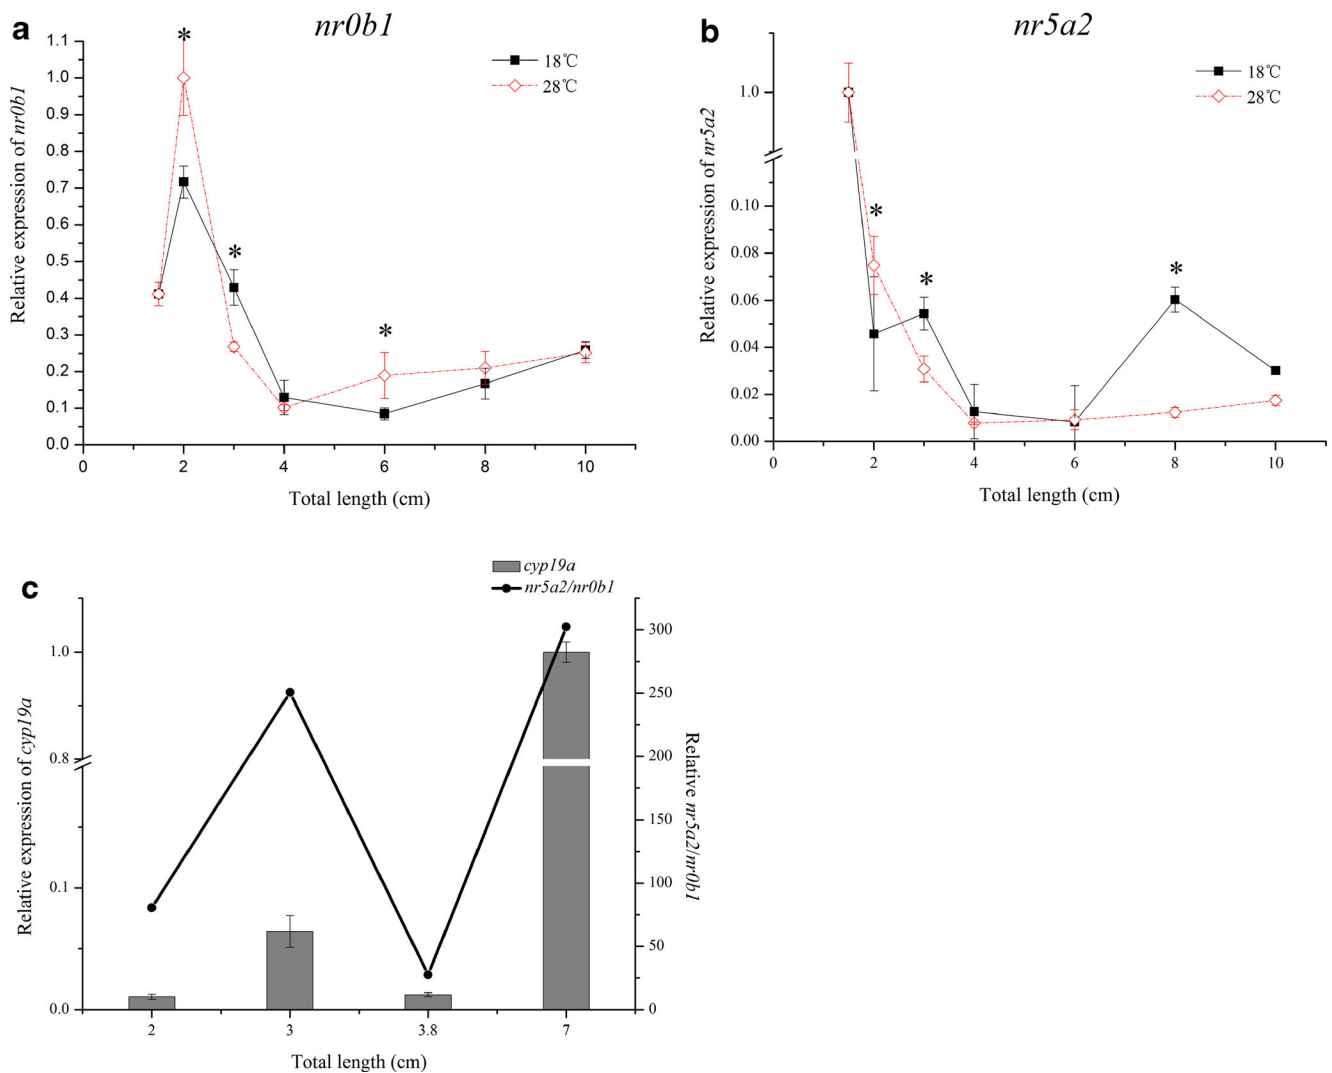 a
nr0b1
*
18℃
28℃
*
*
Relative expression of nr0b1
1.1
1.0
0.9
0.8
0.7
0.6
0.5
0.4
0.3
0.2
0.1
0.0
0 2 4 6 8 10
Total length (cm)
b
nr5a2
18℃
28℃
*
*
*
Relative expression of nr5a2
1.0
0.10
0.08
0.06
0.04
0.02
0.00
0 2 4 6 8 10
Total length (cm)
c
cyp19a
nr5a2/nr0b1
Relative expression of cyp19a
1.0
0.8
0.1
0.0
2 3 3.8 7
Total length (cm)
300
250
200
150
100
50
0
Relative nr5a2/nr0b1